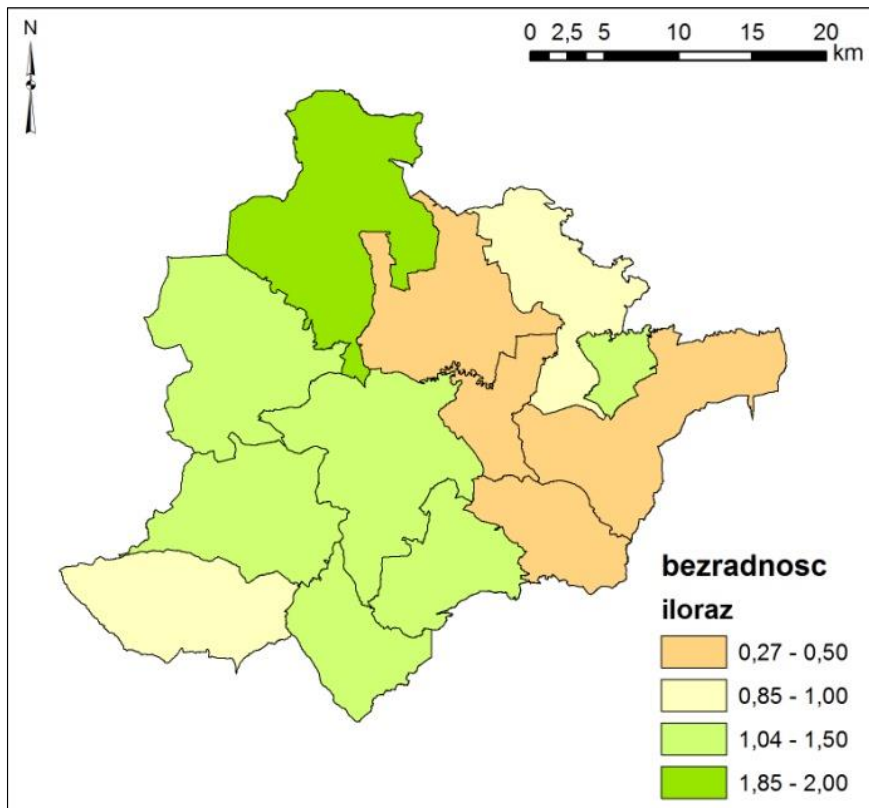 N
0 2,5 5 10 15 20
km
bezradnosc
iloraz
0,27 - 0,50
0,85 - 1,00
1,04 - 1,50
1,85 - 2,00